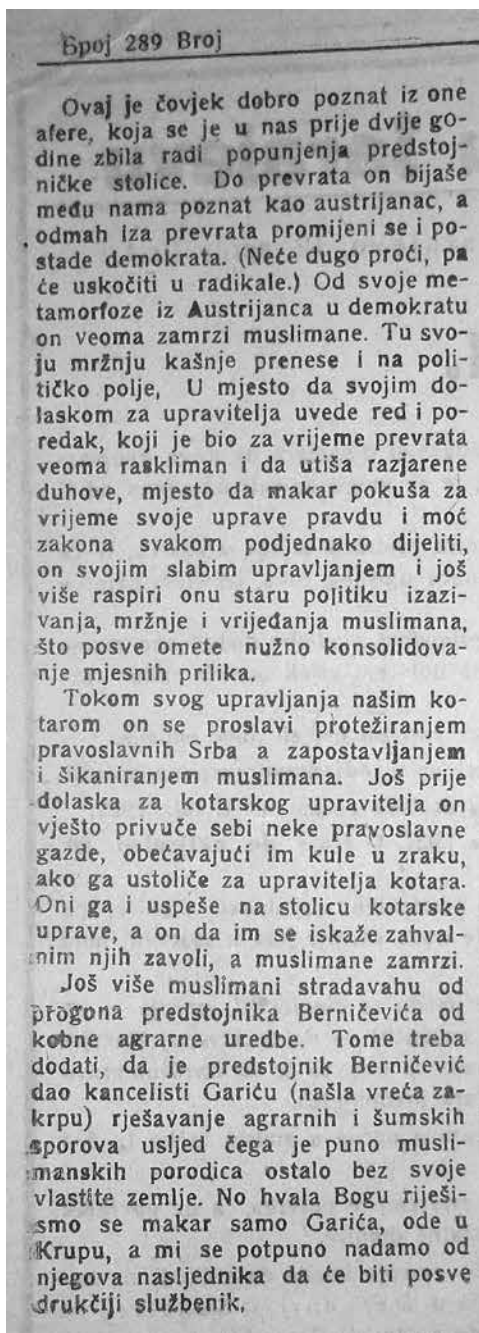 Број 289 Broj
Ovaj je čovjek dobro poznat iz one
afere, koja se je u nas prije dvije go-
dine zbila radi popunjenja predstoj-
ničke stolice. Do prevrata on bijaše
među nama poznat kao austrijanac, a
odmah iza prevrata promijeni se i po-
stade demokrata. (Neće dugo proći, pa
će uskočiti u radikale.) Od svoje me-
tamorfoze iz Austrijanca u demokratu
on veoma zamrzi muslimane. Tu svo-
ju mržnju kašnje prenese i na poli-
tičko polje, U mjesto da svojim do-
laskom za upravitelja uvede red i po-
redak, koji je bio za vrijeme prevrata
veoma raskliman i da utiša razjarene
duhove, mjesto da makar pokuša za
vrijeme svoje uprave pravdu i moć
zakona svakom podjednako dijeliti,
on svojim slabim upravljanjem i još
više raspiri onu staru politiku izazi-
vanja, mržnje i vrijeđanja muslimana,
što posve omete nužno konsolidova-
nje mjesnih prilika.
Tokom svog upravljanja našim ko-
tarom on se proslavi protežiranjem
pravoslavnih Srba a zapostavljanjem
i šikaniranjem muslimana. Još prije
dolaska za kotarskog upravitelja on
vješto privuče sebi neke pravoslavne
gazde, obećavajući im kule u zraku,
ako ga ustoliče za upravitelja kotara.
Oni ga i uspeše na stolicu kotarske
uprave, a on da im se iskaže zahval-
nim njih zavoli, a muslimane zamrzi.
Još više muslimani stradavahu od
progona predstojnika Berničevića od
kobne agrarne uredbe. Tome treba
dodati, da je predstojnik Berničević
dao kancelisti Gariću (našla vreća za-
krpu) rješavanje agrarnih i šumskih
sporova usljed čega je puno musli-
manskih porodica ostalo bez svoje
vlastite zemlje. No hvala Bogu riješi-
smo se makar samo Garića, ode u
Krupu, a mi se potpuno nadamo od
njegova nasljednika da će biti posve
drukčiji službenik.